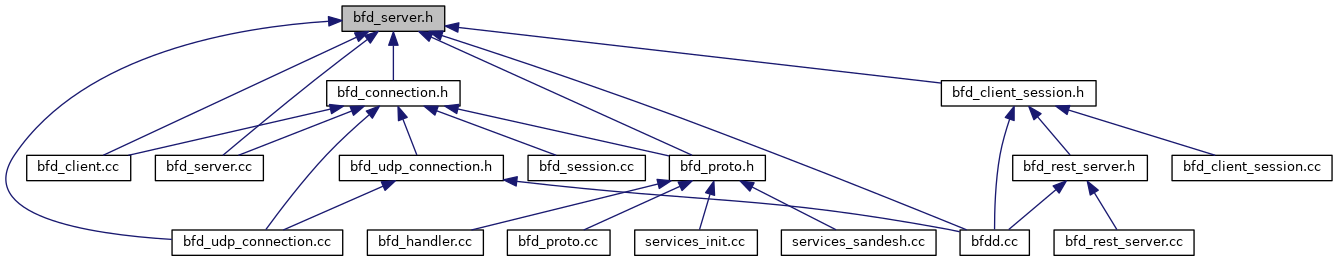 bfd_server.h
bfd_connection.h
bfd_client_session.h
bfd_client.cc
bfd_server.cc
bfd_udp_connection.h
bfd_session.cc
bfd_proto.h
bfd_rest_server.h
bfd_client_session.cc
bfd_udp_connection.cc
bfd_handler.cc
bfd_proto.cc
services_init.cc
services_sandesh.cc
bfdd.cc
bfd_rest_server.cc